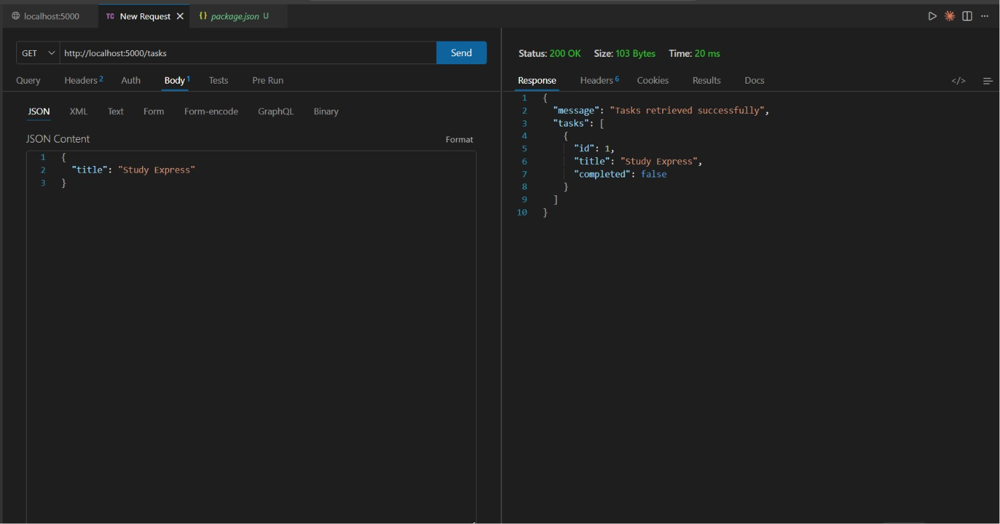 localhost:5000 TC New Request {} package.json U
GET http://localhost:5000/tasks Send
Query Headers 2 Auth Body 1 Tests Pre Run
JSON XML Text Form Form-encode GraphQL Binary
JSON Content Format
1 {
2 "title": "Study Express"
3 }
Status: 200 OK Size: 103 Bytes Time: 20 ms
Response Headers 6 Cookies Results Docs </>
1 {
2 "message": "Tasks retrieved successfully",
3 "tasks": [
4 {
5 "id": 1,
6 "title": "Study Express",
7 "completed": false
8 }
9 ]
10 }